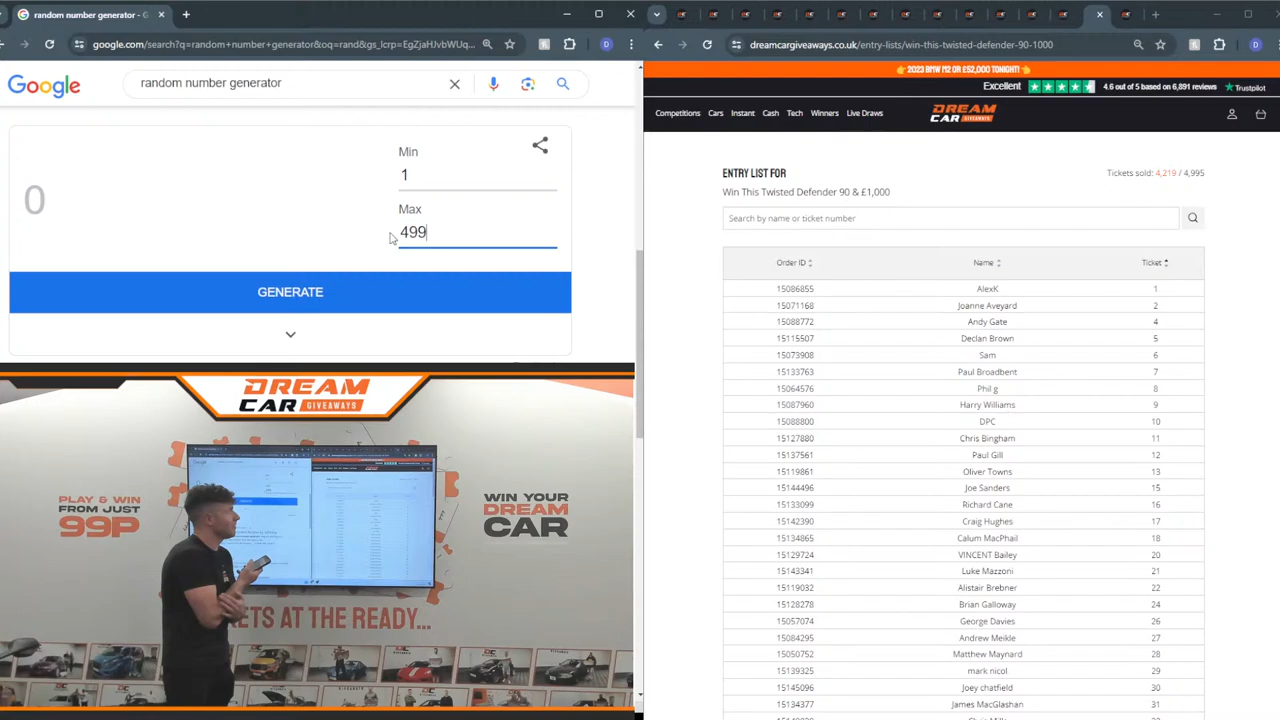 random number generator - G
google.com/search?q=random+number+generator&oq=rand&gs_lcrp=EgZjaHJvbWUq...
D
Google
random number generator
Min
1
0
Max
499
GENERATE
DREAM
CAR GIVEAWAYS
PLAY & WIN
FROM JUST
99P
WIN YOUR
DREAM
CAR
ETS AT THE READY...
dreamcargiveaways.co.uk/entry-lists/win-this-twisted-defender-90-1000
D
2023 BMW M2 OR £52,000 TONIGHT!
Excellent 4.6 out of 5 based on 6,891 reviews Trustpilot
Competitions Cars Instant Cash Tech Winners Live Draws
DREAM
CAR GIVEAWAYS
ENTRY LIST FOR
Tickets sold: 4,219 / 4,995
Win This Twisted Defender 90 & £1,000
Search by name or ticket number
Order ID Name Ticket
15086855 AlexK 1
15071168 Joanne Aveyard 2
15088772 Andy Gate 4
15115507 Declan Brown 5
15073908 Sam 6
15133763 Paul Broadbent 7
15064576 Phil g 8
15087960 Harry Williams 9
15088800 DPC 10
15127880 Chris Bingham 11
15137561 Paul Gill 12
15119861 Oliver Towns 13
15144496 Joe Sanders 15
15133099 Richard Cane 16
15142390 Craig Hughes 17
15134865 Calum MacPhail 18
15129724 VINCENT Bailey 20
15143341 Luke Mazzoni 21
15119032 Alistair Brebner 22
15128278 Brian Galloway 24
15057074 George Davies 26
15084295 Andrew Meikle 27
15050752 Matthew Maynard 28
15139325 mark nicol 29
15145096 Joey chatfield 30
15134377 James MacGlashan 31